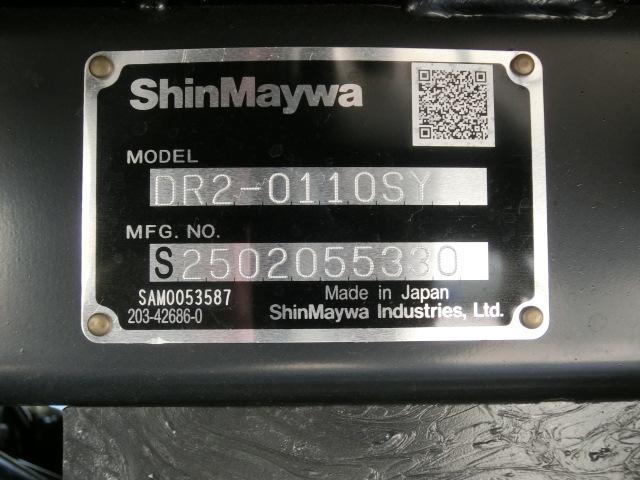 ShinMaywa
MODEL
DR2-0110SY
MFG. NO.
S2502055330
SAM0053587
203-42686-0
Made in Japan
ShinMaywa Industries, Ltd.